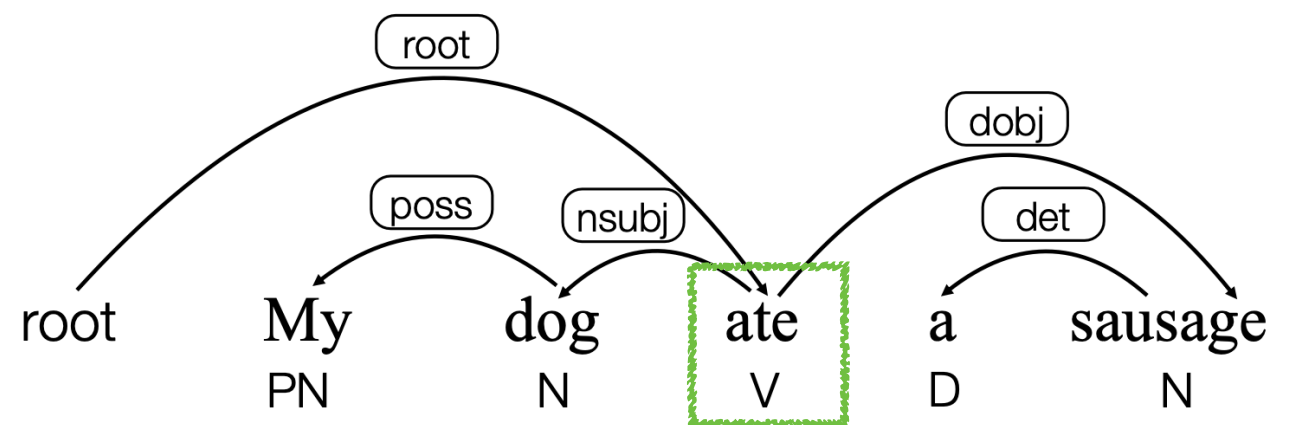 root
dobj
poss nsubj det
root My dog ate a sausage
PN N V D N